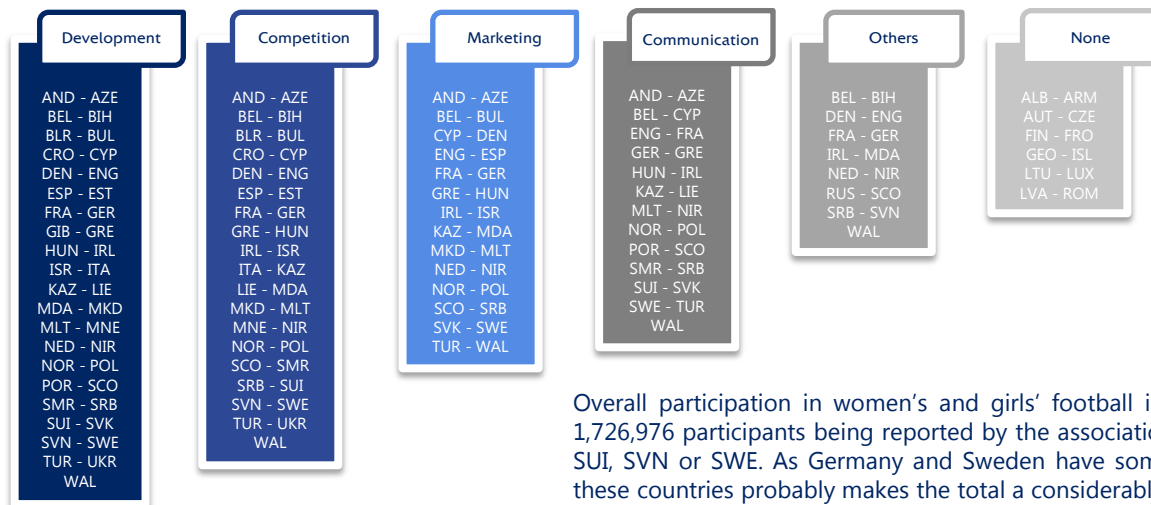 Development
AND - AZE
BEL - BIH
BLR - BUL
CRO - CYP
DEN - ENG
ESP - EST
FRA - GER
GIB - GRE
HUN - IRL
ISR - ITA
KAZ - LIE
MDA - MKD
MLT - MNE
NED - NIR
NOR - POL
POR - SCO
SMR - SRB
SUI - SVK
SVN - SWE
TUR - UKR
WAL
Competition
AND - AZE
BEL - BIH
BLR - BUL
CRO - CYP
DEN - ENG
ESP - EST
FRA - GER
GRE - HUN
IRL - ISR
ITA - KAZ
LIE - MDA
MKD - MLT
MNE - NIR
NOR - POL
SCO - SMR
SRB - SUI
SVN - SWE
TUR - UKR
WAL
Marketing
AND - AZE
BEL - BUL
CYP - DEN
ENG - ESP
FRA - GER
GRE - HUN
IRL - ISR
KAZ - MDA
MKD - MLT
NED - NIR
NOR - POL
SCO - SRB
SVK - SWE
TUR - WAL
Communication
AND - AZE
BEL - CYP
ENG - FRA
GER - GRE
HUN - IRL
KAZ - LIE
MLT - NIR
NOR - POL
POR - SCO
SMR - SRB
SUI - SVK
SWE - TUR
WAL
Others
BEL - BIH
DEN - ENG
FRA - GER
IRL - MDA
NED - NIR
RUS - SCO
SRB - SVN
WAL
None
ALB - ARM
AUT - CZE
FIN - FRO
GEO - ISL
LTU - LUX
LVA - ROM
Overall participation in women's and girls' football i
1,726,976 participants being reported by the associatio
SUI, SVN or SWE. As Germany and Sweden have som
these countries probably makes the total a considerabl